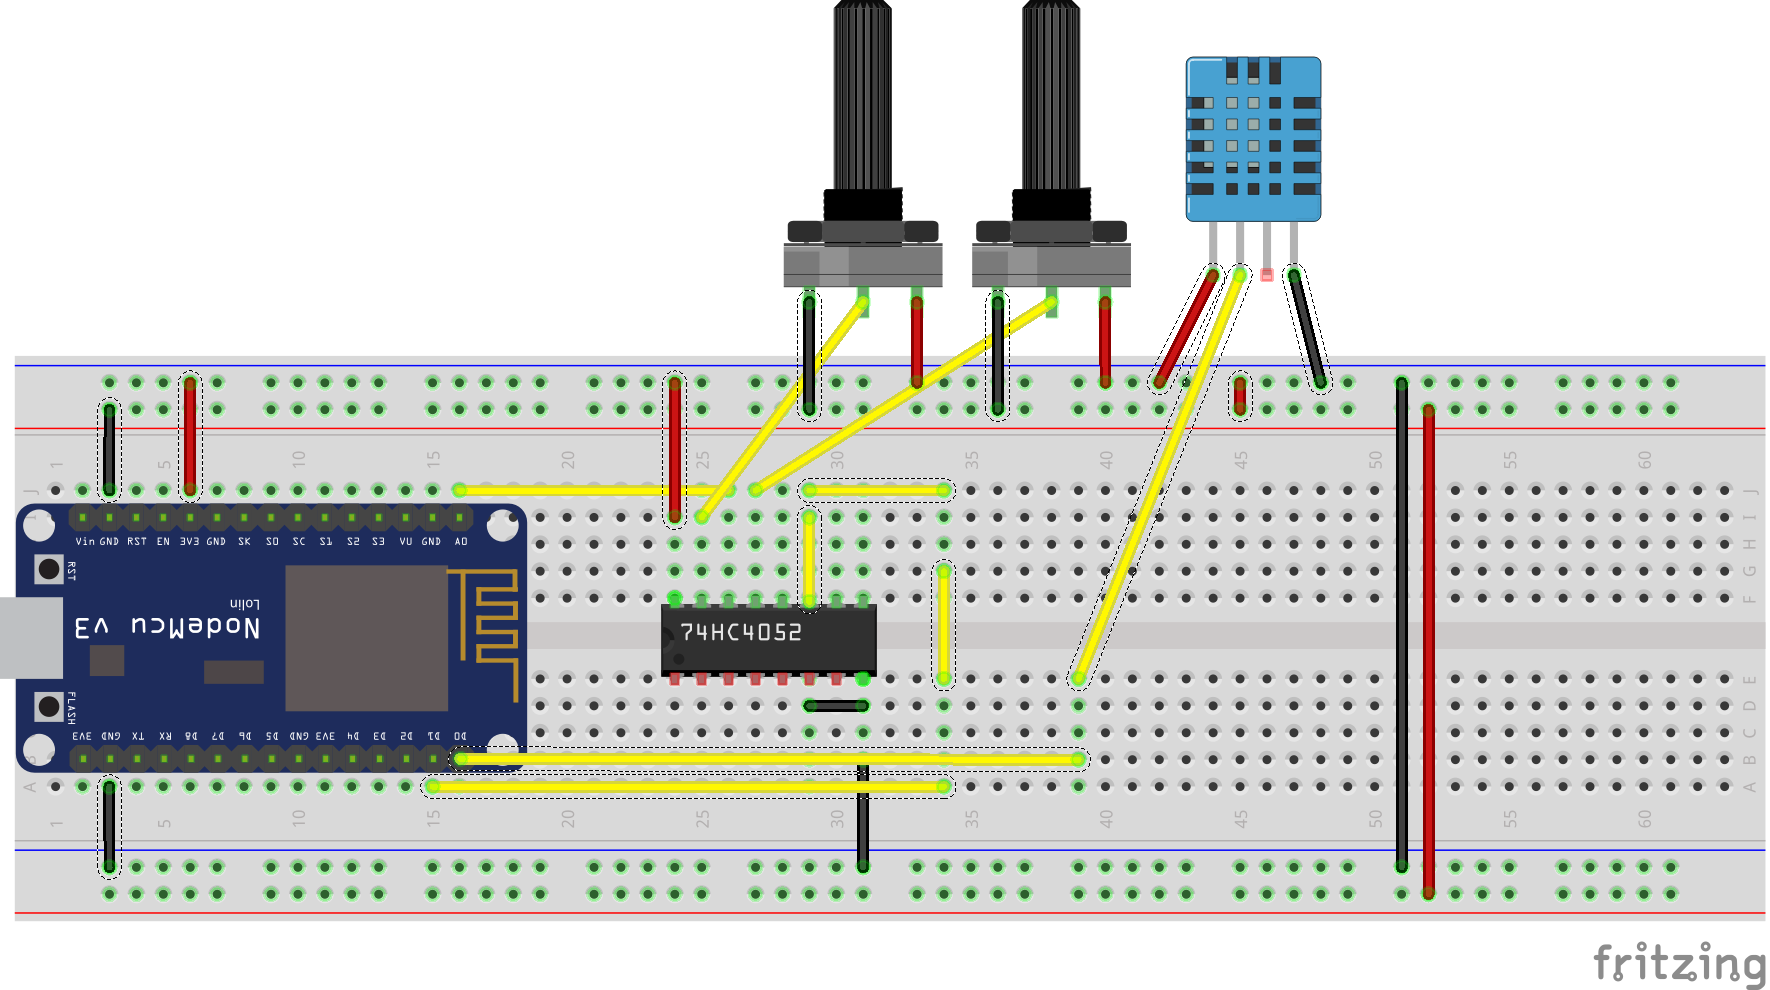 1 5 10 15 20 25 30 35 40 45 50 55 60
J J
I I
Vin GND RST EN 3V3 GND SK SO SC S1 S2 S3 VU GND A0
H
RST
G
F
Lolin
NodeMcu v3
74HC4052
E
FLASH
D
3V3 GND TX RX D8 D7 D6 D5 GND 3V3 D4 D3 D2 D1 D0
C
B B
A A
1 5 10 15 20 25 30 35 40 45 50 55 60
fritzing